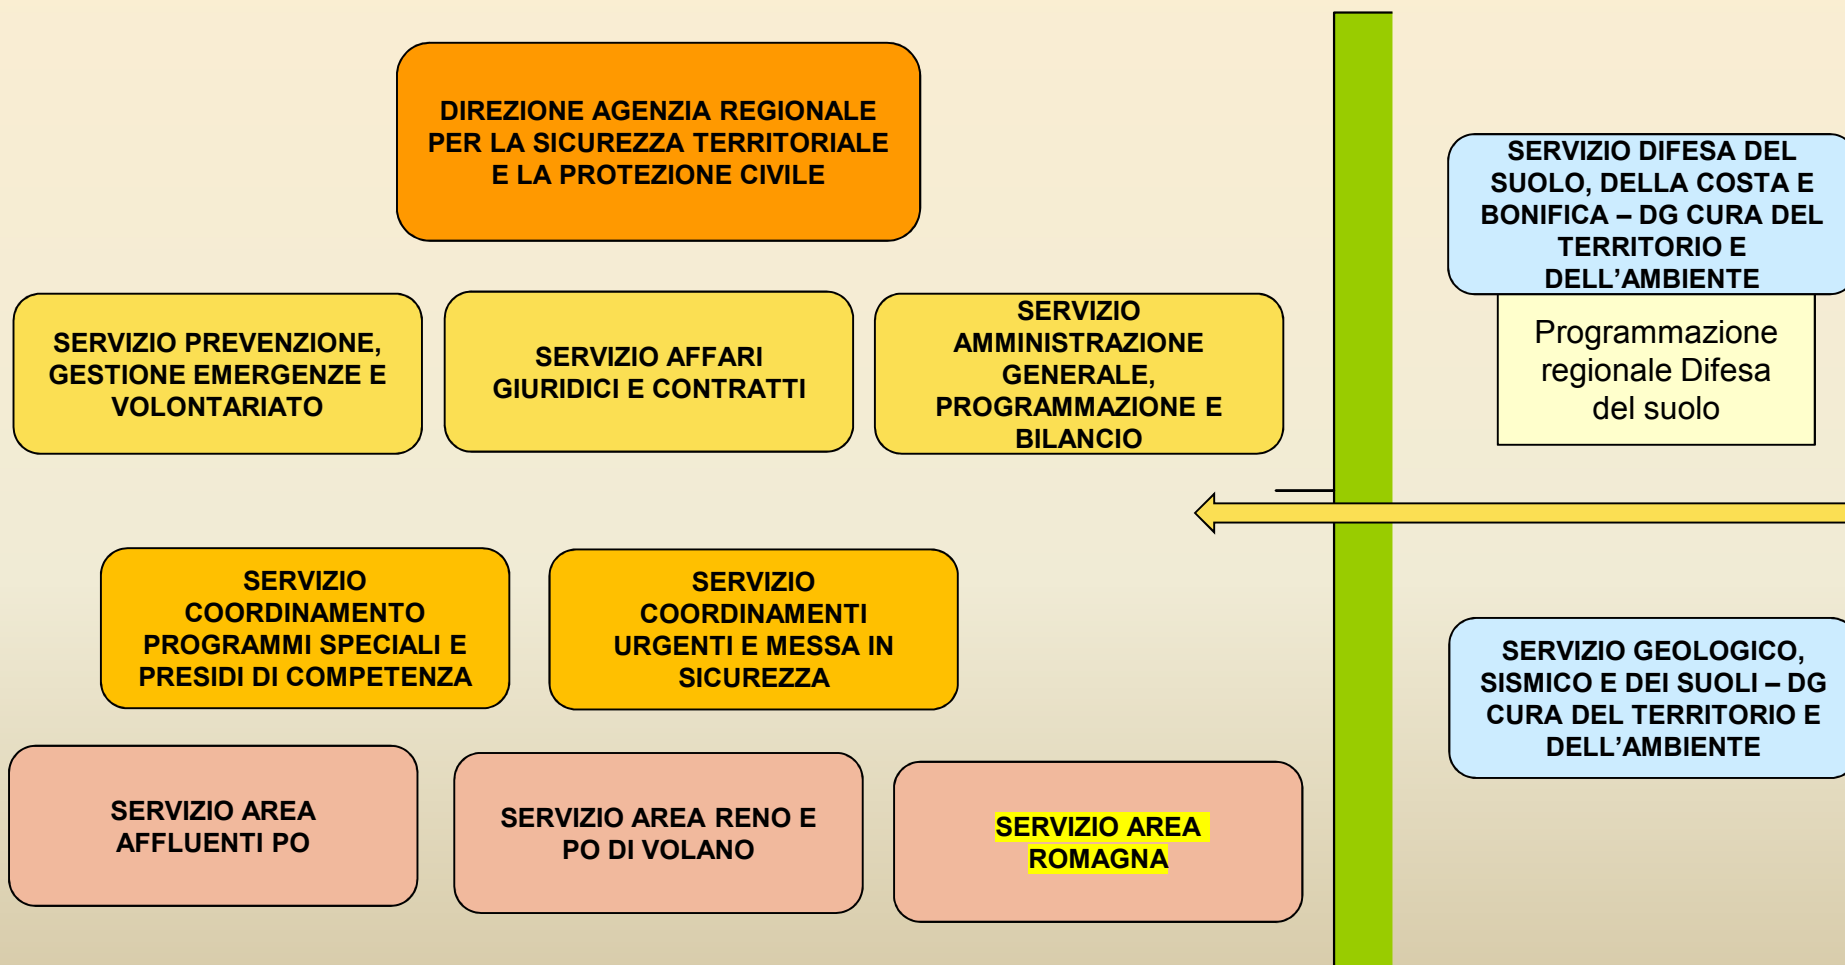 DIREZIONE AGENZIA REGIONALE
PER LA SICUREZZA TERRITORIALE
E LA PROTEZIONE CIVILE
SERVIZIO PREVENZIONE,
GESTIONE EMERGENZE E
VOLONTARIATO
SERVIZIO AFFARI
GIURIDICI E CONTRATTI
SERVIZIO
AMMINISTRAZIONE
GENERALE,
PROGRAMMAZIONE E
BILANCIO
SERVIZIO
COORDINAMENTO
PROGRAMMI SPECIALI E
PRESIDI DI COMPETENZA
SERVIZIO
COORDINAMENTI
URGENTI E MESSA IN
SICUREZZA
SERVIZIO AREA
AFFLUENTI PO
SERVIZIO AREA RENO E
PO DI VOLANO
SERVIZIO AREA
ROMAGNA
SERVIZIO DIFESA DEL
SUOLO, DELLA COSTA E
BONIFICA – DG CURA DEL
TERRITORIO E
DELL’AMBIENTE
Programmazione
regionale Difesa
del suolo
SERVIZIO GEOLOGICO,
SISMICO E DEI SUOLI – DG
CURA DEL TERRITORIO E
DELL’AMBIENTE